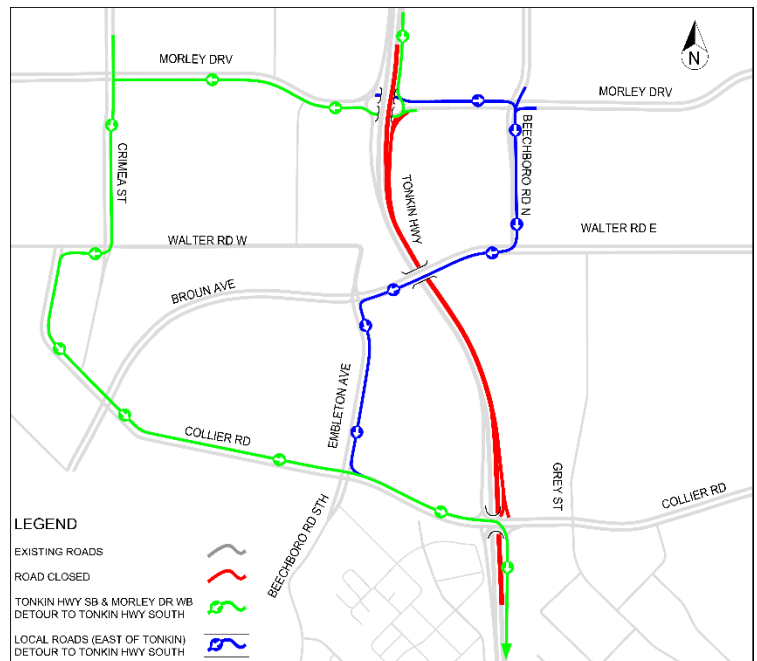 MORLEY DRV
MORLEY DRV
N
CRIMEA ST
BEECHBORO RD N
TONKIN HWY
WALTER RD W
WALTER RD E
BROUN AVE
EMBLETON AVE
COLLIER RD
GREY ST
COLLIER RD
BEECHBORO RD STH
LEGEND
EXISTING ROADS
ROAD CLOSED
TONKIN HWY SB & MORLEY DR WB
DETOUR TO TONKIN HWY SOUTH
LOCAL ROADS (EAST OF TONKIN)
DETOUR TO TONKIN HWY SOUTH